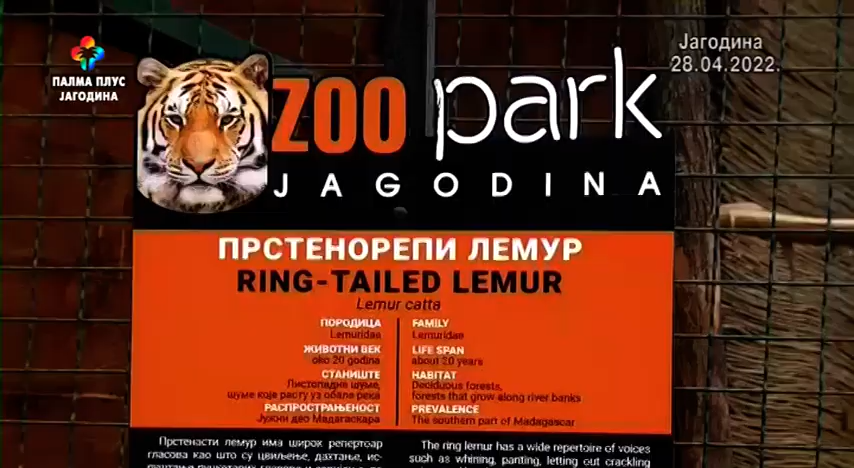 ПАЛМА ПЛУС
ЈАГОДИНА
Јагодина
28.04.2022.
ZOO park
JAGODINA
ПРСТЕНОРЕПИ ЛЕМУР
RING-TAILED LEMUR
Lemur catta
ПОРОДИЦА
Lemuridae
ЖИВОТНИ ВЕК
oko 20 godina
СТАНИШТЕ
Листопадне шуме,
шуме које расту уз обале река
РАСПРОСТРАЊЕНОСТ
Јужни део Мадагаскара
FAMILY
Lemuridae
LIFE SPAN
about 20 years
HABITAT
Deciduous forests,
forests that grow along river banks
PREVALENCE
The southern part of Madagascar
Прстенасти лемур има широк репертоар
гласова као што су цвиљење, дахтање, ис-
The ring lemur has a wide repertoire of voices
such as whining, panting, letting out crackling